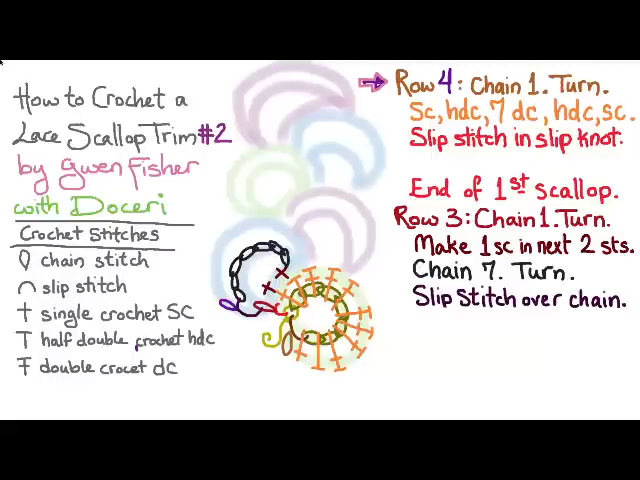 How to Crochet a
Lace Scallop Trim #2
by Gwen Fisher
with Doceri
Crochet Stitches
chain stitch
slip stitch
single crochet SC
half double crochet hdc
double crocet dc
Row 4: Chain 1. Turn.
Sc, hdc, 7 dc, hdc, sc.
Slip stitch in slip knot.
End of 1st scallop.
Row 3: Chain 1. Turn.
Make 1 sc in next 2 sts.
Chain 7. Turn.
Slip Stitch over chain.